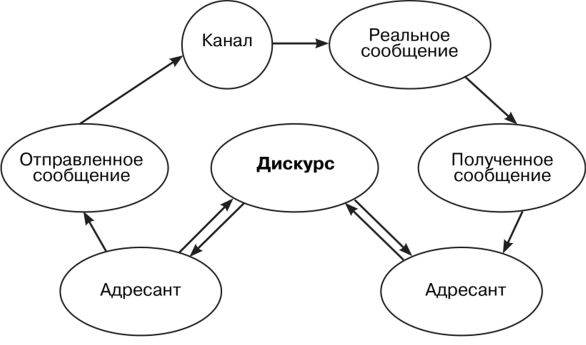 Канал
Реальное
сообщение
Отправленное
сообщение
Дискурс
Полученное
сообщение
Адресант
Адресант